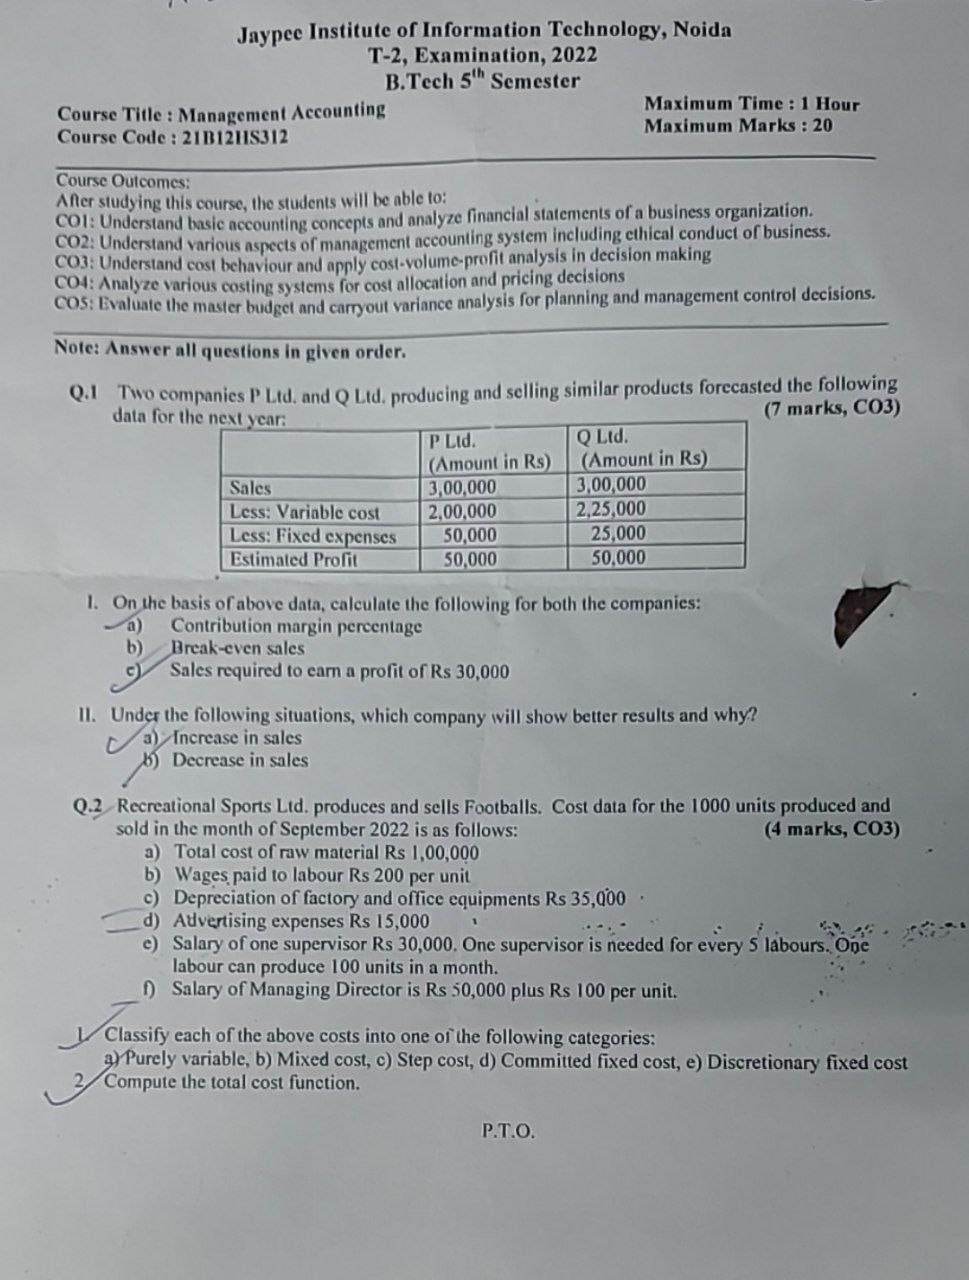 Jaypee Institute of Information Technology, Noida
T-2, Examination, 2022
B.Tech 5th Semester
Course Title : Management Accounting
Maximum Time : 1 Hour
Course Code : 21B12HS312
Maximum Marks : 20
Course Outcomes:
After studying this course, the students will be able to:
CO1: Understand basic accounting concepts and analyze financial statements of a business organization.
CO2: Understand various aspects of management accounting system including ethical conduct of business.
CO3: Understand cost behaviour and apply cost-volume-profit analysis in decision making
CO4: Analyze various costing systems for cost allocation and pricing decisions
CO5: Evaluate the master budget and carryout variance analysis for planning and management control decisions.
Note: Answer all questions in given order.
Q.1 Two companies P Ltd. and Q Ltd. producing and selling similar products forecasted the following
data for the next year: (7 marks, CO3)
P Ltd. Q Ltd.
(Amount in Rs) (Amount in Rs)
Sales 3,00,000 3,00,000
Less: Variable cost 2,00,000 2,25,000
Less: Fixed expenses 50,000 25,000
Estimated Profit 50,000 50,000
I. On the basis of above data, calculate the following for both the companies:
a) Contribution margin percentage
b) Break-even sales
c) Sales required to earn a profit of Rs 30,000
II. Under the following situations, which company will show better results and why?
a) Increase in sales
b) Decrease in sales
Q.2 Recreational Sports Ltd. produces and sells Footballs. Cost data for the 1000 units produced and
sold in the month of September 2022 is as follows: (4 marks, CO3)
a) Total cost of raw material Rs 1,00,000
b) Wages paid to labour Rs 200 per unit
c) Depreciation of factory and office equipments Rs 35,000
d) Advertising expenses Rs 15,000
e) Salary of one supervisor Rs 30,000. One supervisor is needed for every 5 labours. One
labour can produce 100 units in a month.
f) Salary of Managing Director is Rs 50,000 plus Rs 100 per unit.
1. Classify each of the above costs into one of the following categories:
a) Purely variable, b) Mixed cost, c) Step cost, d) Committed fixed cost, e) Discretionary fixed cost
2. Compute the total cost function.
P.T.O.